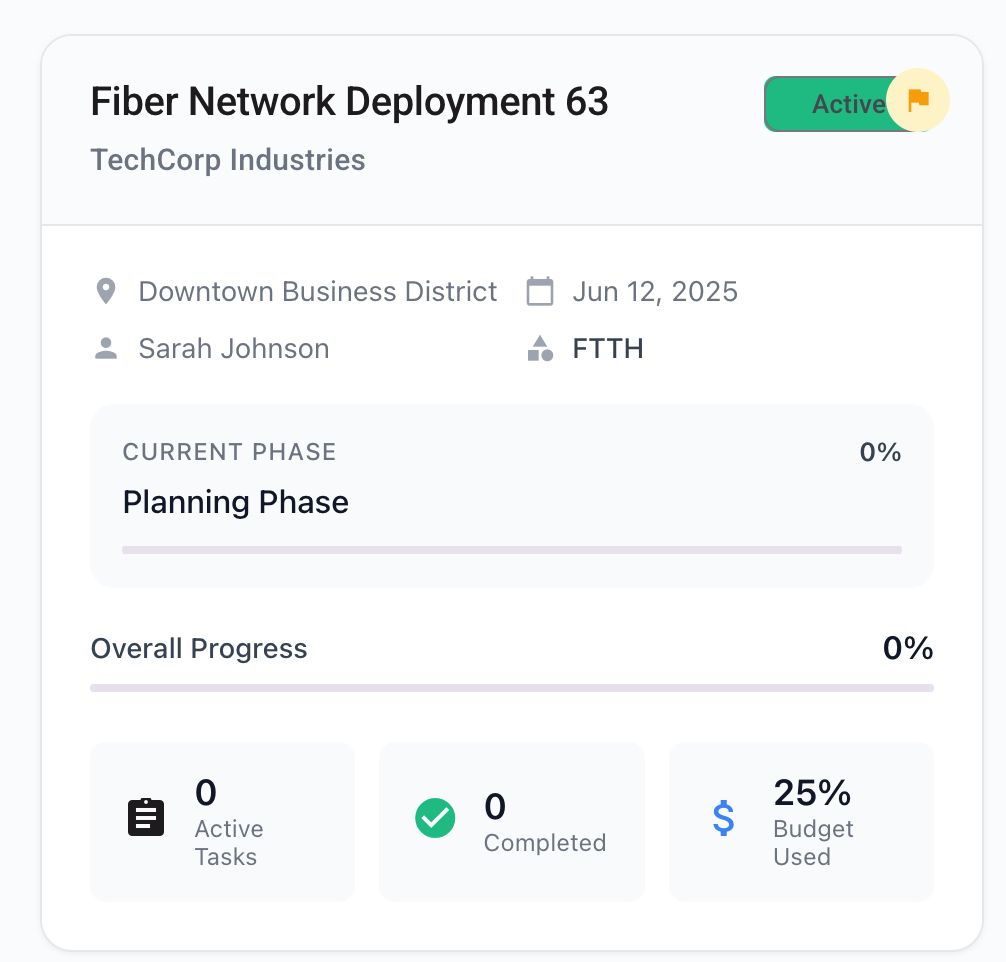 Fiber Network Deployment 63
Active
TechCorp Industries
Downtown Business District
Jun 12, 2025
Sarah Johnson
FTTH
CURRENT PHASE
0%
Planning Phase
Overall Progress
0%
0
Active
Tasks
0
Completed
25%
Budget
Used